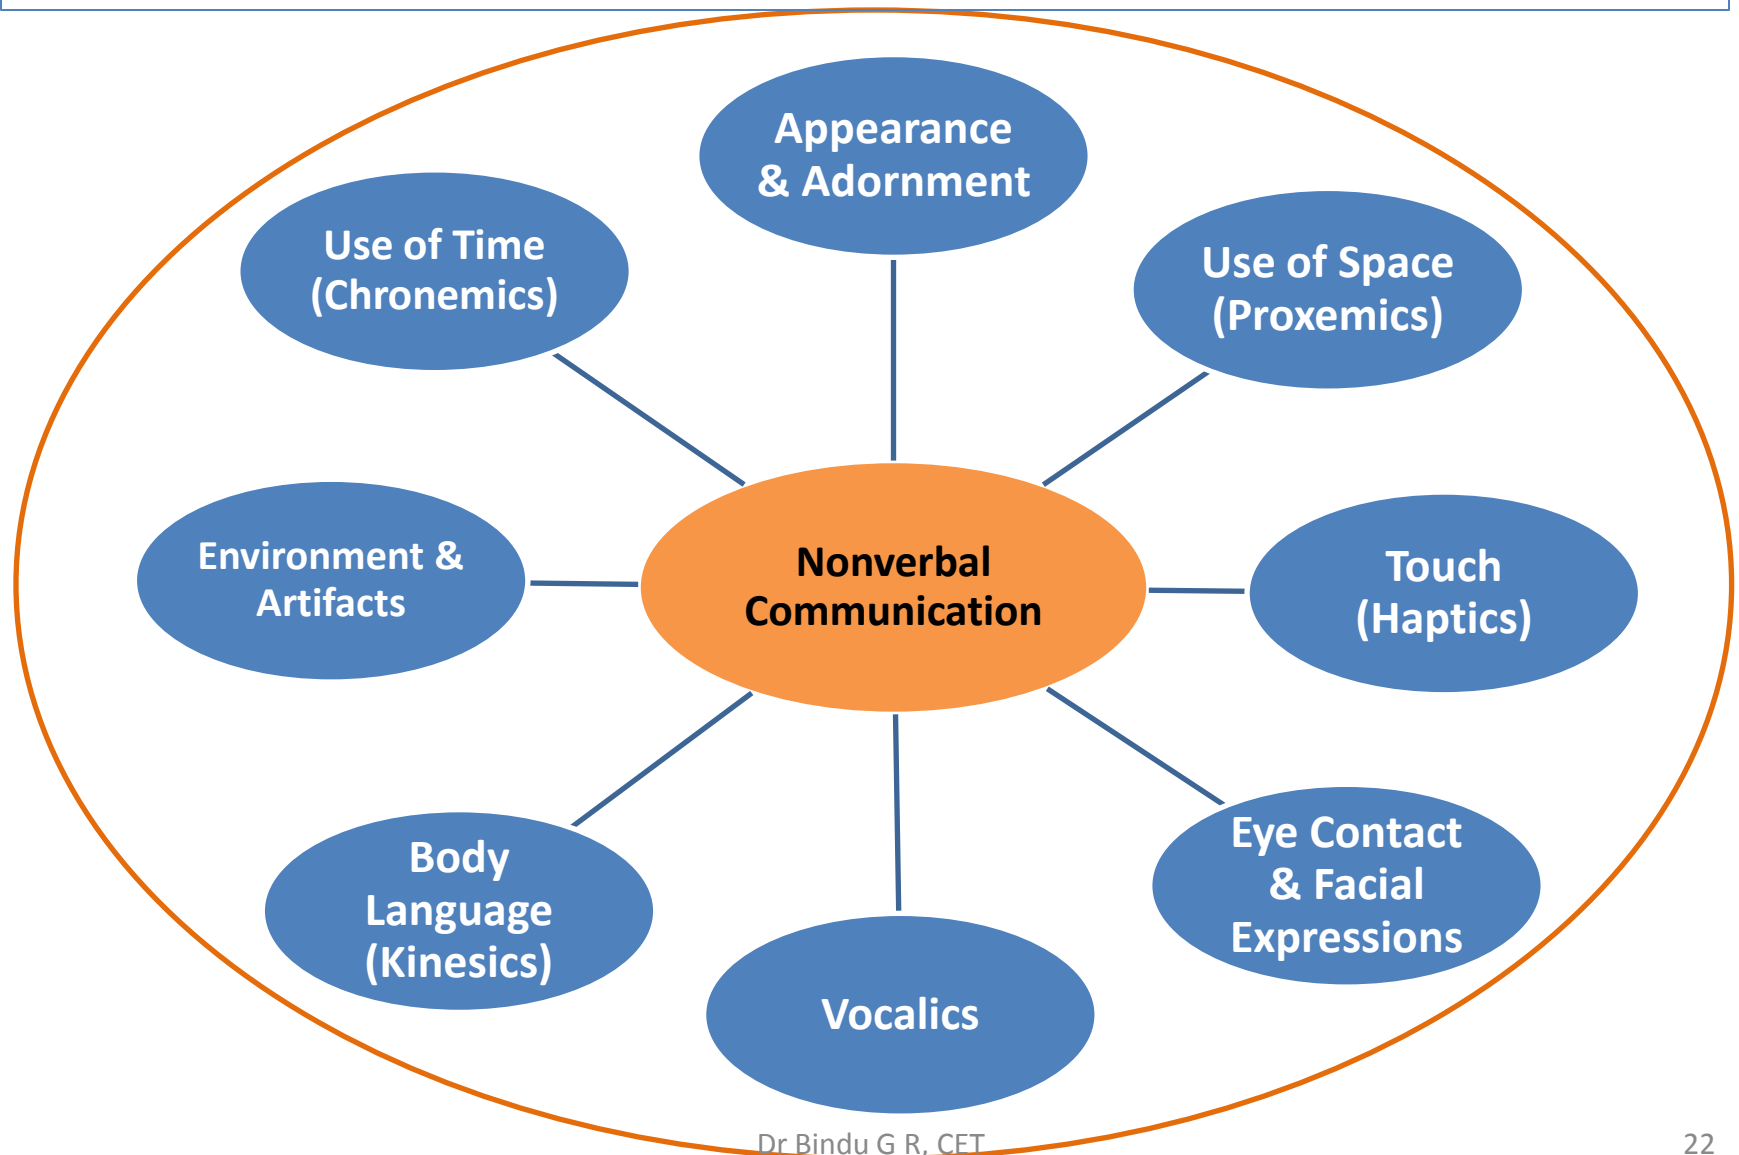 Appearance
& Adornment
Use of Time
(Chronemics)
Use of Space
(Proxemics)
Environment &
Artifacts
Nonverbal
Communication
Touch
(Haptics)
Body
Language
(Kinesics)
Eye Contact
& Facial
Expressions
Vocalics
Dr Bindu G R, CET
22